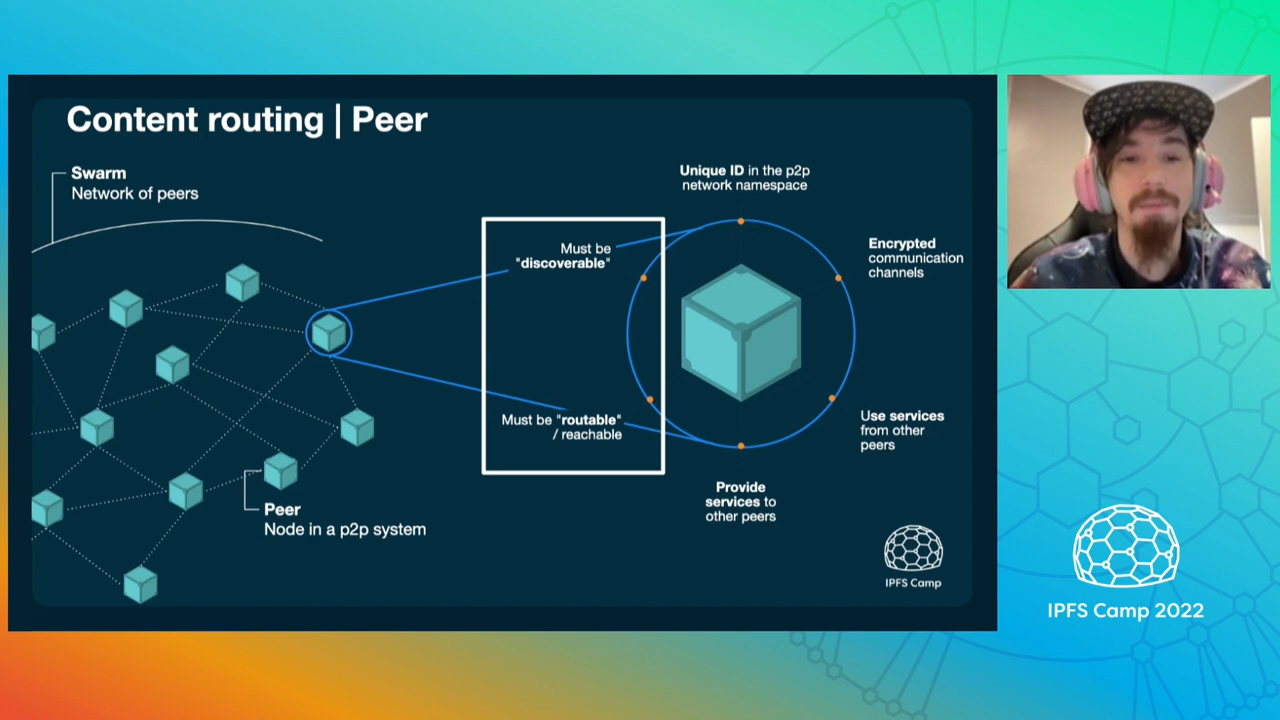 Content routing | Peer
Swarm
Network of peers
Unique ID in the p2p
network namespace
Must be
"discoverable"
Encrypted
communication
channels
Must be "routable"
/ reachable
Use services
from other
peers
Provide
services to
other peers
Peer
Node in a p2p system
IPFS Camp
IPFS Camp 2022